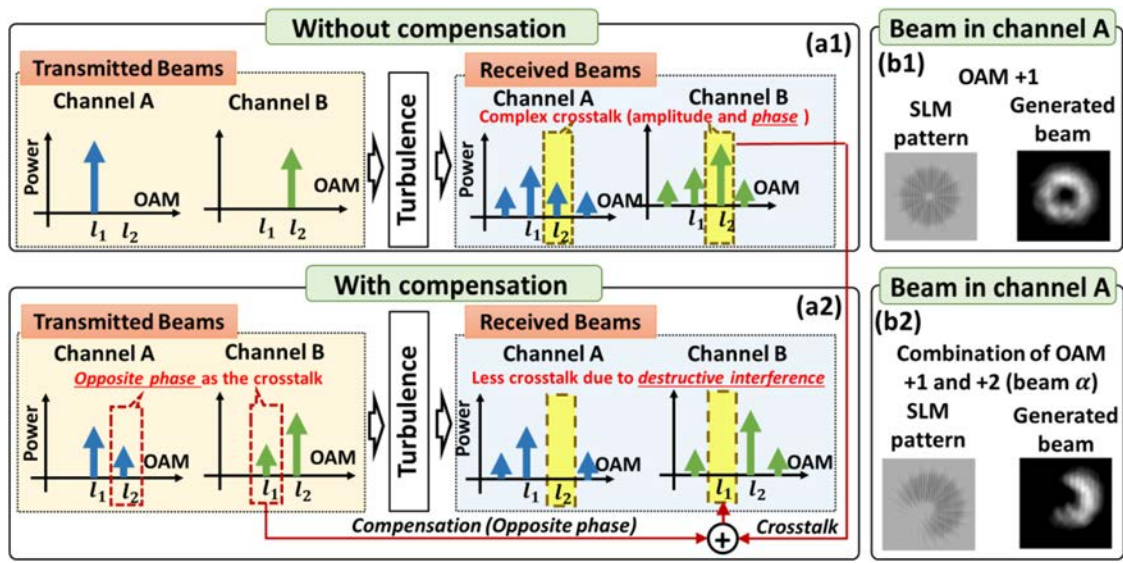 Without compensation
(a1)
Transmitted Beams
Channel A
Channel B
Power
OAM
OAM
l₁ l₂
l₁ l₂
Turbulence
Received Beams
Channel A
Channel B
Complex crosstalk (amplitude and phase )
Power
OAM
OAM
l₁ l₂
l₁ l₂
Beam in channel A
(b1)
OAM +1
SLM
pattern
Generated
beam
With compensation
(a2)
Transmitted Beams
Channel A
Channel B
Opposite phase as the crosstalk
Power
OAM
OAM
l₁ l₂
l₁ l₂
Turbulence
Received Beams
Channel A
Channel B
Less crosstalk due to destructive interference
Power
OAM
OAM
l₁ l₂
l₁ l₂
Compensation (Opposite phase)
+
Crosstalk
Beam in channel A
(b2)
Combination of OAM
+1 and +2 (beam α)
SLM
pattern
Generated
beam